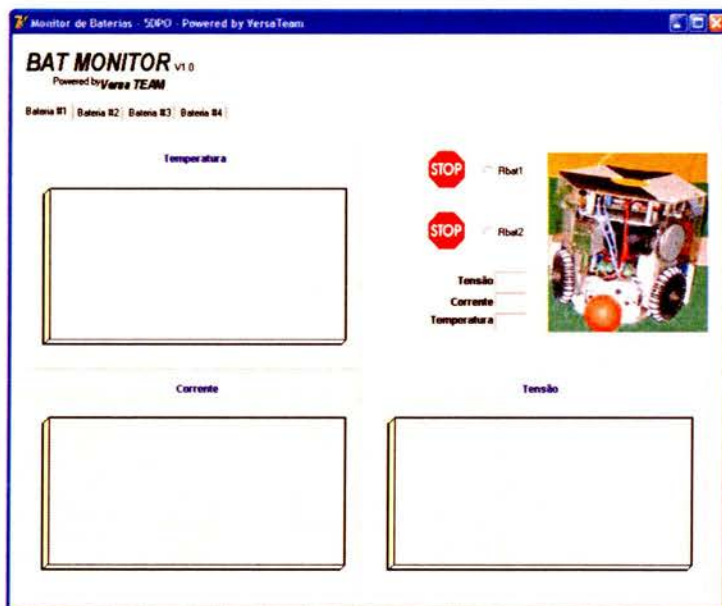 Monitor de Baterias - 5DPO - Powered by VersaTeam
BAT MONITOR V1.0
Powered by Versa TEAM
Bateria #1 Bateria #2 Bateria #3 Bateria #4
Temperatura
STOP Rbat1
STOP Rbat2
Tensão
Corrente
Temperatura
Corrente
Tensão